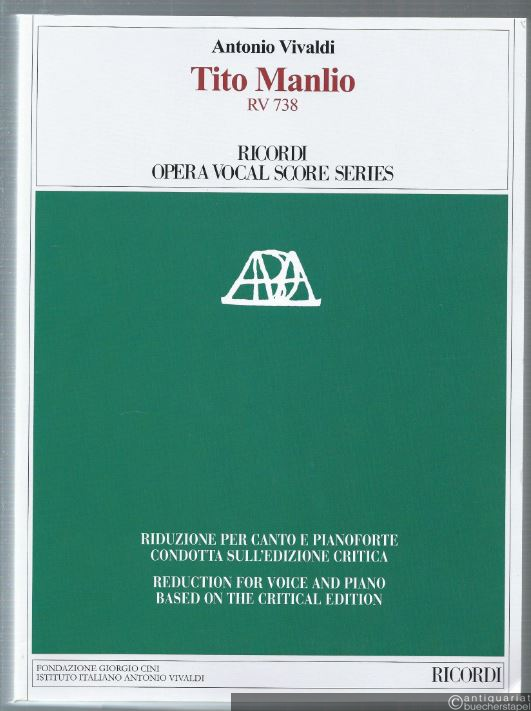 Antonio Vivaldi
Tito Manlio
RV 738
RICORDI
OPERA VOCAL SCORE SERIES
RIDUZIONE PER CANTO E PIANOFORTE
CONDOTTA SULL'EDIZIONE CRITICA
REDUCTION FOR VOICE AND PIANO
BASED ON THE CRITICAL EDITION
FONDAZIONE GIORGIO CINI
ISTITUTO ITALIANO ANTONIO VIVALDI
RICORDI
antiquariat
buecherstapel